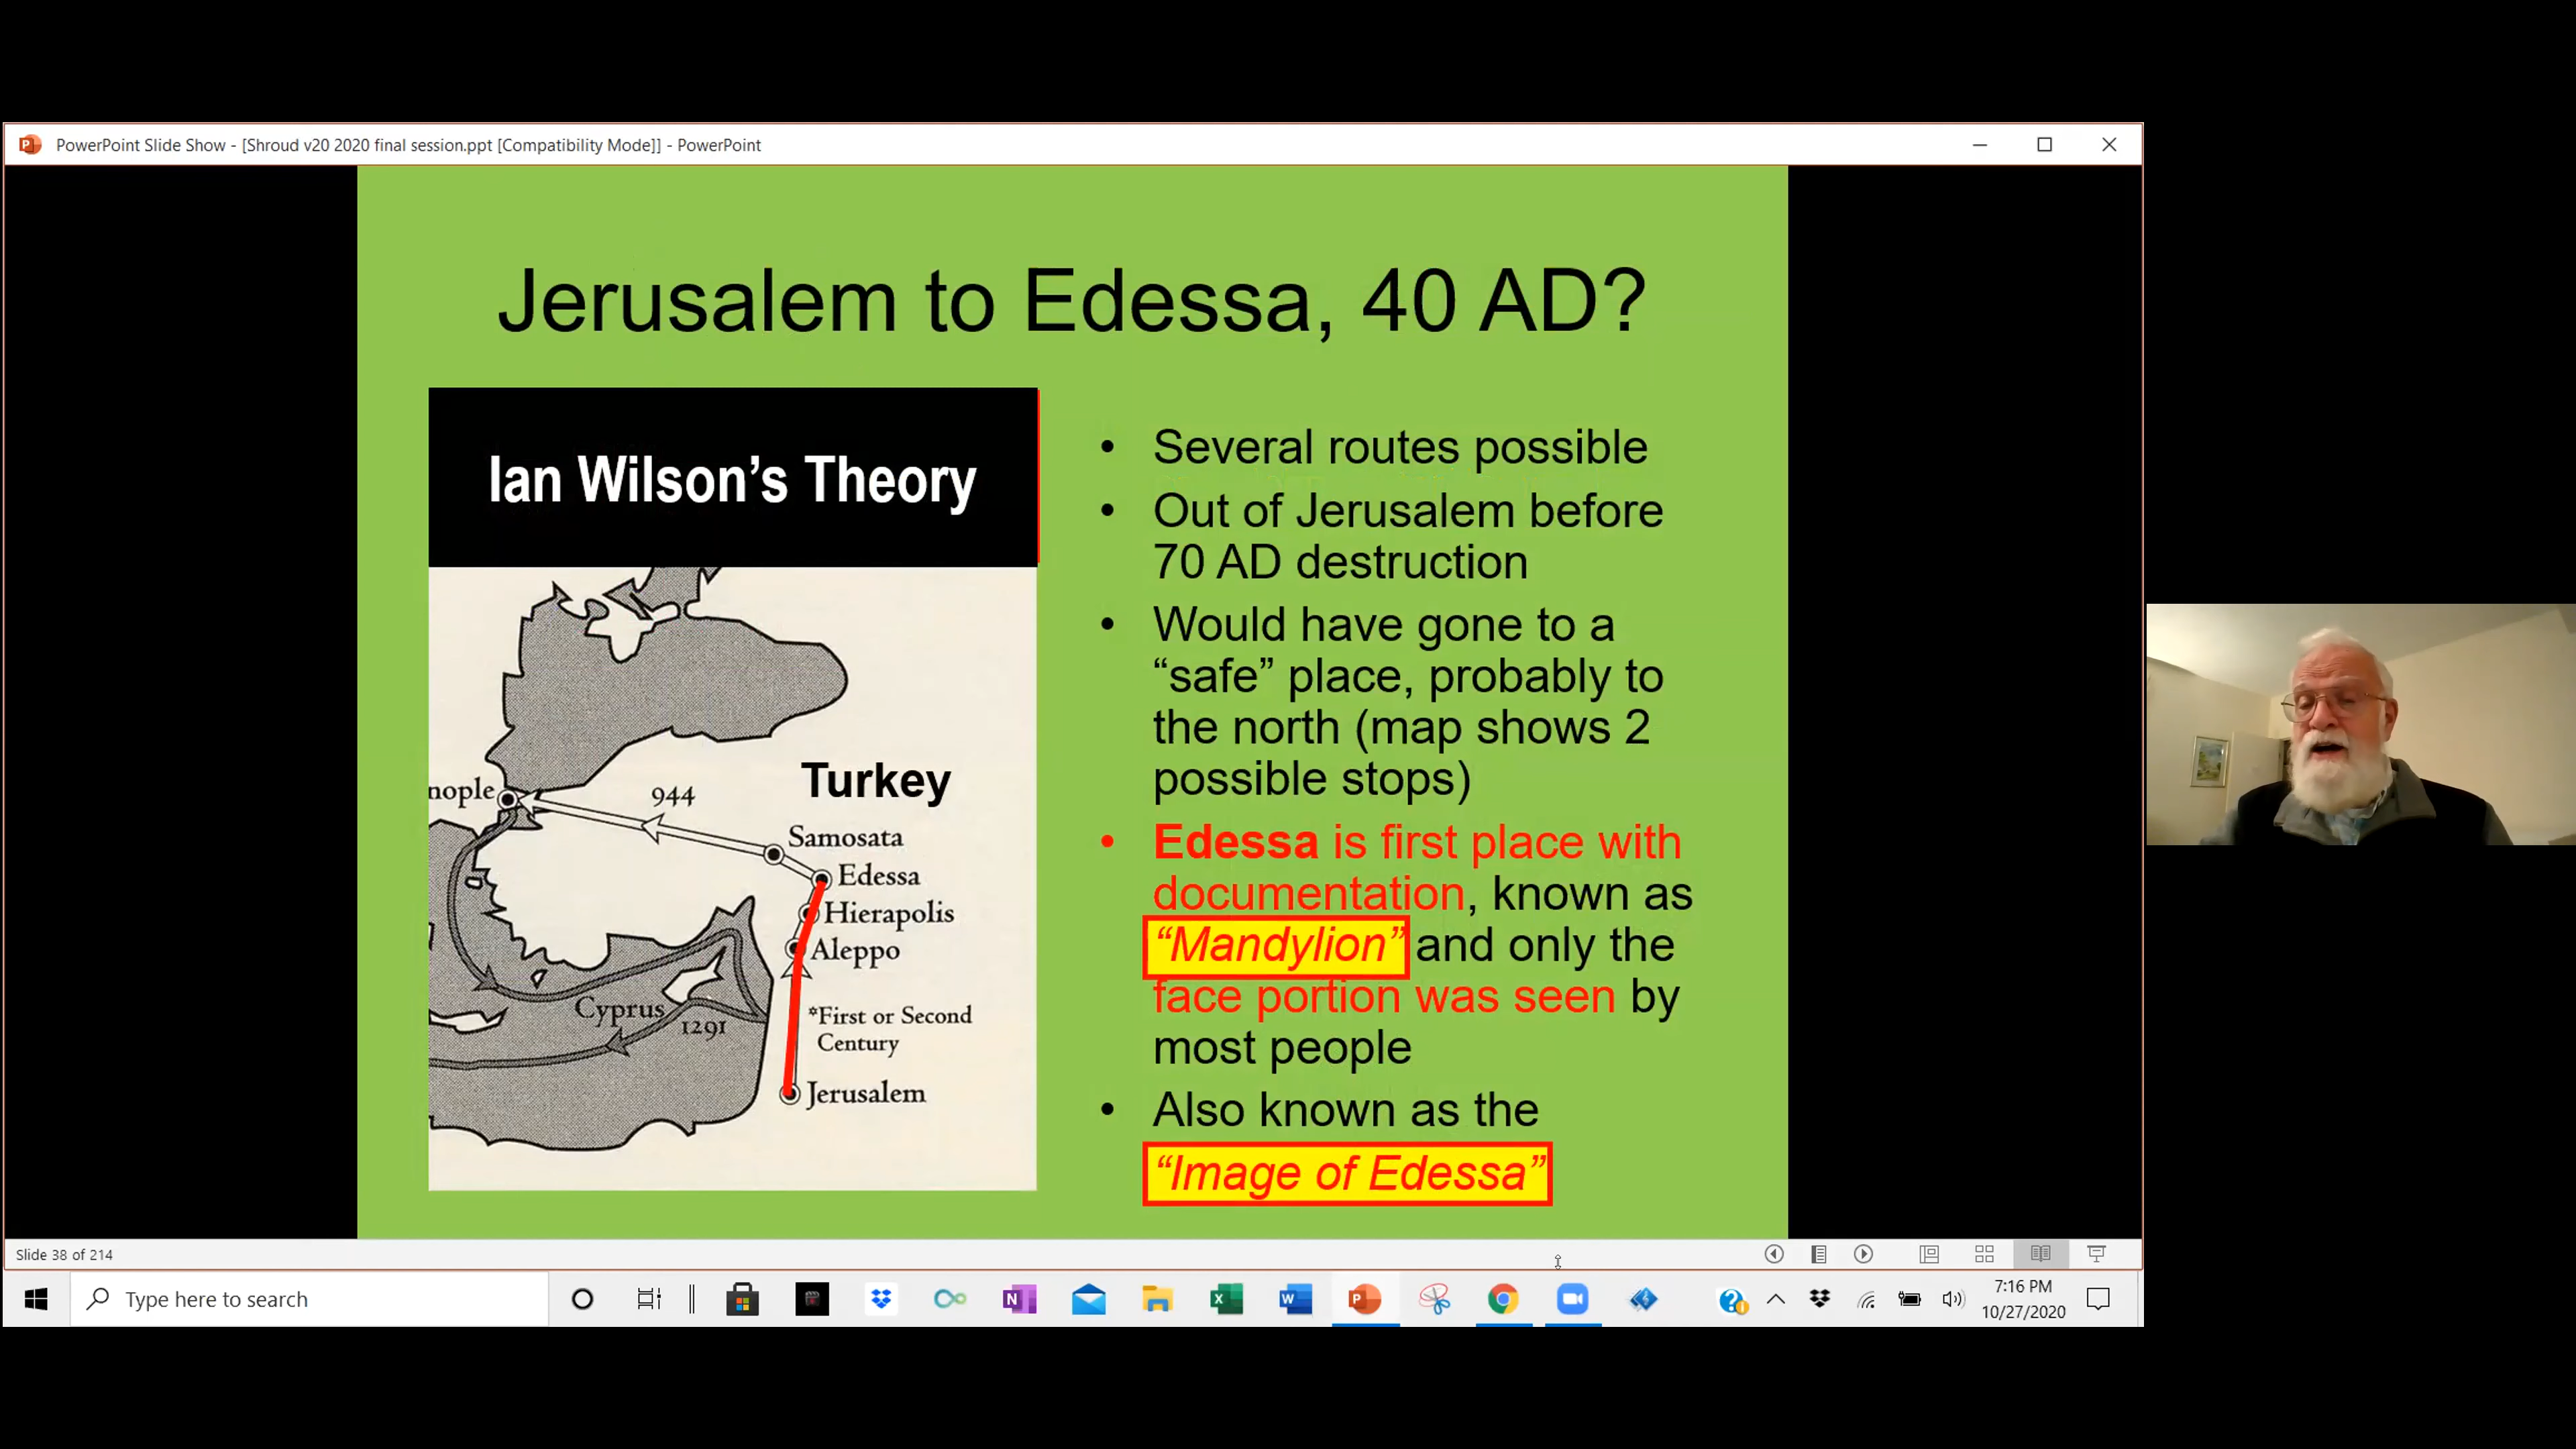 PowerPoint Slide Show - [Shroud v20 2020 final session.ppt [Compatibility Mode]] - PowerPoint
Jerusalem to Edessa, 40 AD?
Ian Wilson’s Theory
nople
944
Turkey
Samosata
Edessa
Hierapolis
Aleppo
Cyprus
1291
*First or Second
Century
Jerusalem
• Several routes possible
• Out of Jerusalem before
70 AD destruction
• Would have gone to a
“safe” place, probably to
the north (map shows 2
possible stops)
• Edessa is first place with
documentation, known as
“Mandylion” and only the
face portion was seen by
most people
• Also known as the
“Image of Edessa”
Slide 38 of 214
Type here to search
7:16 PM
10/27/2020